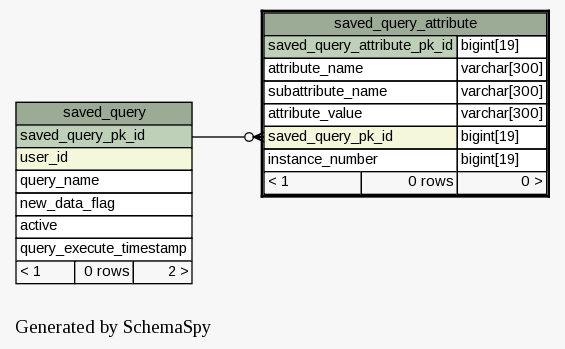 saved_query_attribute
saved_query_attribute_pk_id bigint[19]
attribute_name varchar[300]
subattribute_name varchar[300]
attribute_value varchar[300]
saved_query_pk_id bigint[19]
instance_number bigint[19]
< 1 0 rows 0 >
saved_query
saved_query_pk_id
user_id
query_name
new_data_flag
active
query_execute_timestamp
< 1 0 rows 2 >
Generated by SchemaSpy